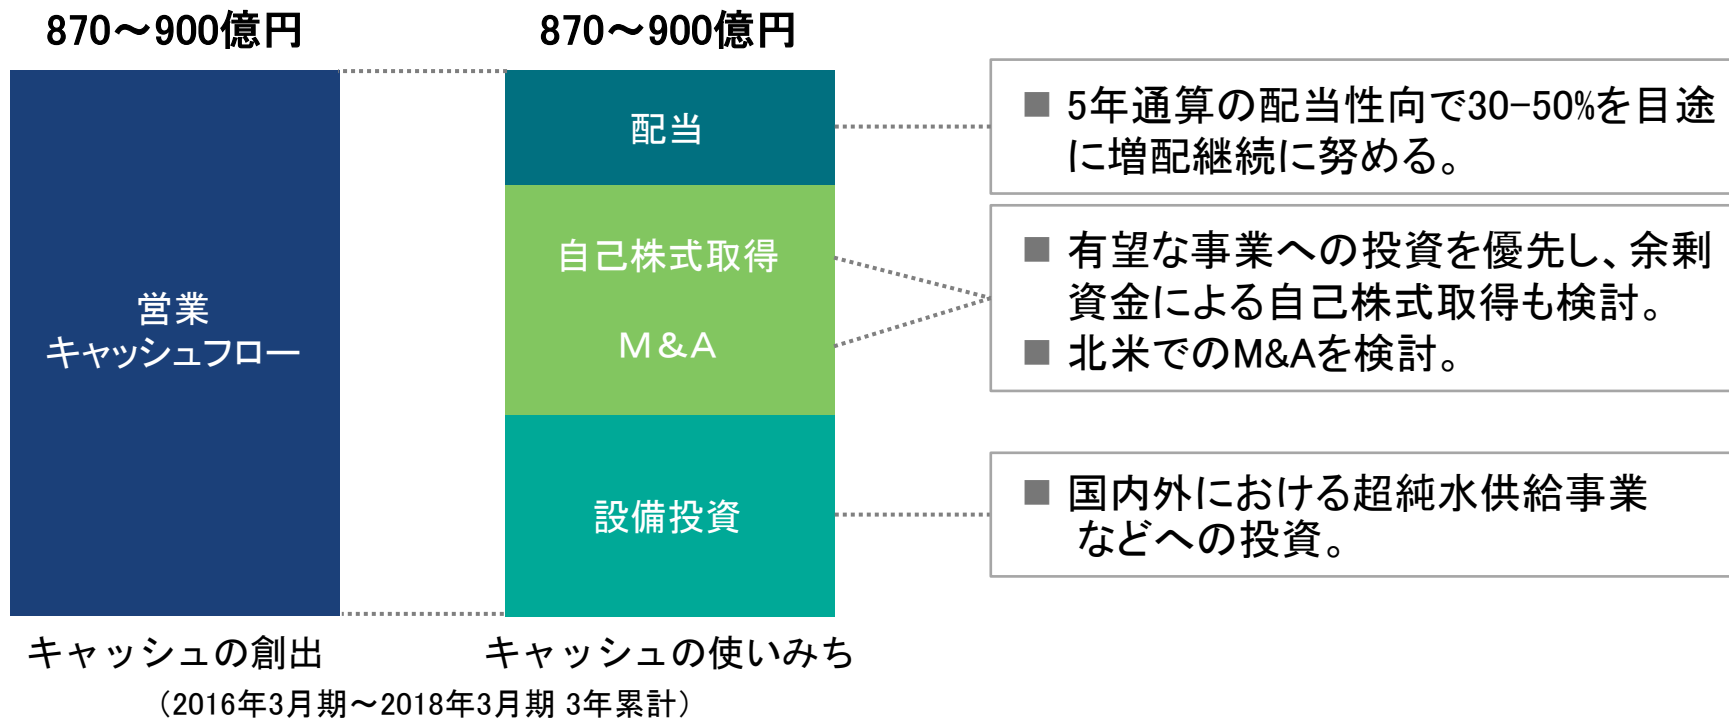 870～900億円
870～900億円
営業
キャッシュフロー
配当
自己株式取得
M&A
設備投資
■ 5年通算の配当性向で30-50%を目途
に増配継続に努める。
■ 有望な事業への投資を優先し、余剰
資金による自己株式取得も検討。
■ 北米でのM&Aを検討。
■ 国内外における超純水供給事業
などへの投資。
キャッシュの創出
キャッシュの使いみち
（2016年3月期～2018年3月期 3年累計）